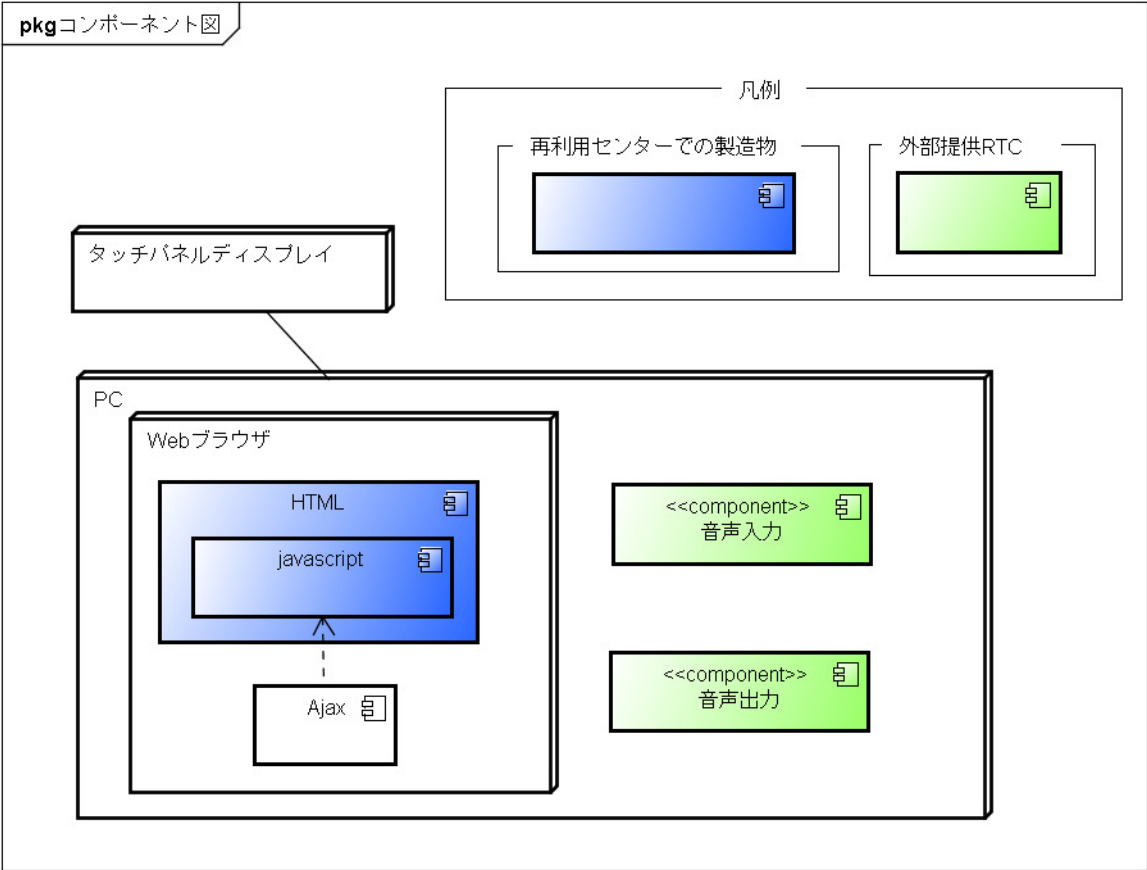 pkgコンポーネント図
凡例
再利用センターでの製造物
外部提供RTC
タッチパネルディスプレイ
PC
Webブラウザ
HTML
javascript
Ajax
<<component>>
音声入力
<<component>>
音声出力